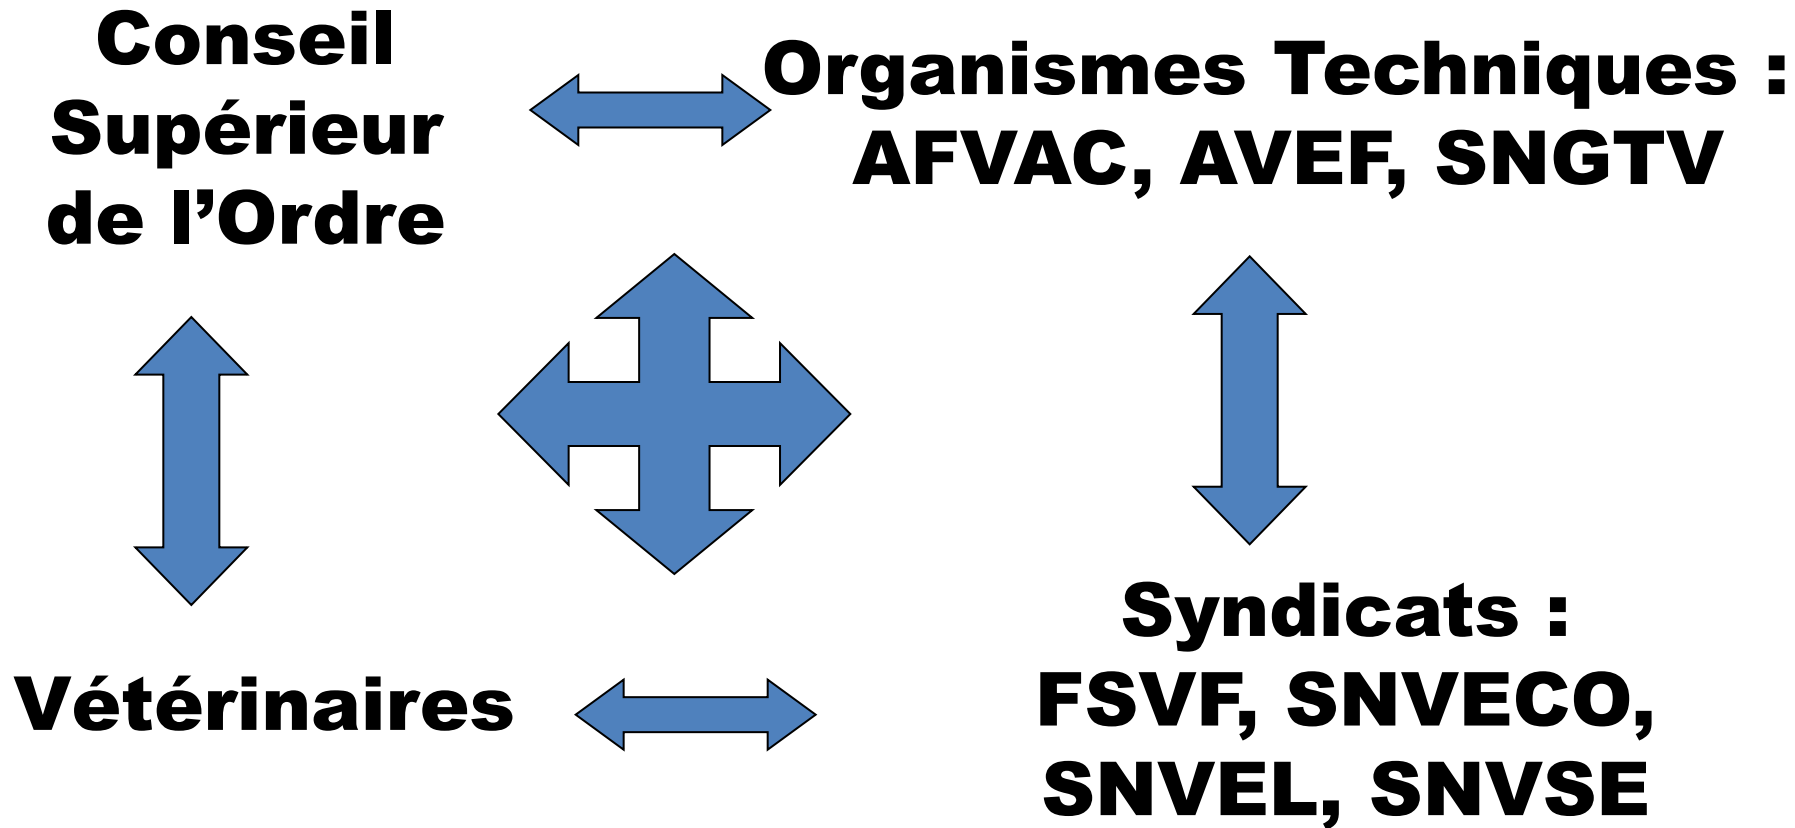 Conseil
Supérieur
de l’Ordre
Organismes Techniques :
AFVAC, AVEF, SNGTV
Vétérinaires
Syndicats :
FSVF, SNVECO,
SNVEL, SNVSE